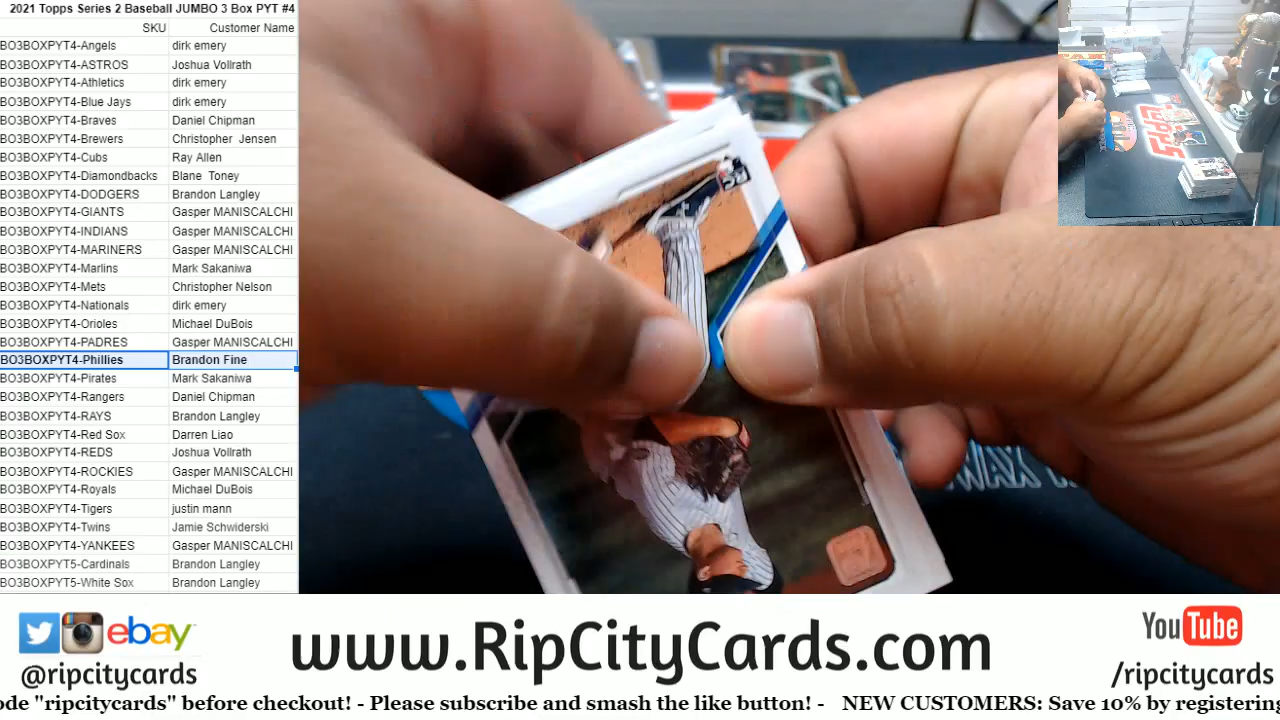 2021 Topps Series 2 Baseball JUMBO 3 Box PYT #4
SKU Customer Name
BO3BOXPYT4-Angels dirk emery
BO3BOXPYT4-ASTROS Joshua Vollrath
BO3BOXPYT4-Athletics dirk emery
BO3BOXPYT4-Blue Jays dirk emery
BO3BOXPYT4-Braves Daniel Chipman
BO3BOXPYT4-Brewers Christopher Jensen
BO3BOXPYT4-Cubs Ray Allen
BO3BOXPYT4-Diamondbacks Blane Toney
BO3BOXPYT4-DODGERS Brandon Langley
BO3BOXPYT4-GIANTS Gasper MANISCALCHI
BO3BOXPYT4-INDIANS Gasper MANISCALCHI
BO3BOXPYT4-MARINERS Gasper MANISCALCHI
BO3BOXPYT4-Marlins Mark Sakaniwa
BO3BOXPYT4-Mets Christopher Nelson
BO3BOXPYT4-Nationals dirk emery
BO3BOXPYT4-Orioles Michael DuBois
BO3BOXPYT4-PADRES Gasper MANISCALCHI
BO3BOXPYT4-Phillies Brandon Fine
BO3BOXPYT4-Pirates Mark Sakaniwa
BO3BOXPYT4-Rangers Daniel Chipman
BO3BOXPYT4-RAYS Brandon Langley
BO3BOXPYT4-Red Sox Darren Liao
BO3BOXPYT4-REDS Joshua Vollrath
BO3BOXPYT4-ROCKIES Gasper MANISCALCHI
BO3BOXPYT4-Royals Michael DuBois
BO3BOXPYT4-Tigers justin mann
BO3BOXPYT4-Twins Jamie Schwiderski
BO3BOXPYT4-YANKEES Gasper MANISCALCHI
BO3BOXPYT5-Cardinals Brandon Langley
BO3BOXPYT5-White Sox Brandon Langley
TOPPS
WAX
ebay
@ripcitycards
www.RipCityCards.com
YouTube
/ripcitycards
ode "ripcitycards" before checkout! - Please subscribe and smash the like button! - NEW CUSTOMERS: Save 10% by registering